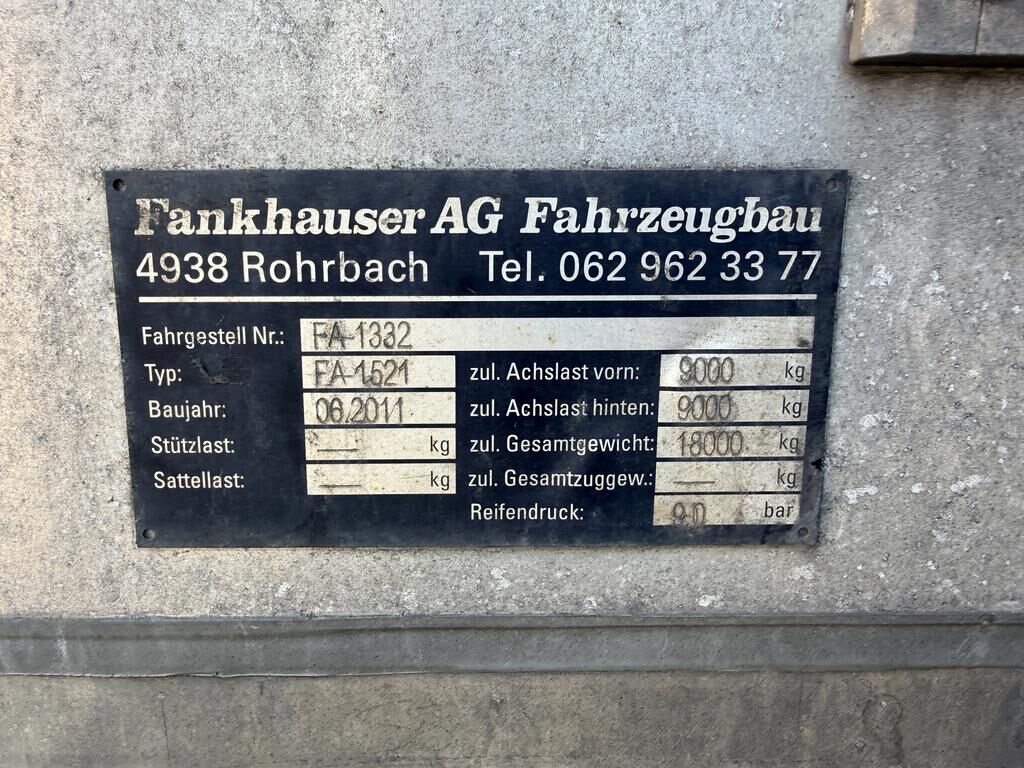 Fankhauser AG Fahrzeugbau
4938 Rohrbach Tel. 062 962 33 77
Fahrgestell Nr.: FA-1332
Typ: FA-1521 zul. Achslast vorn: 9000 kg
Baujahr: 06.2011 zul. Achslast hinten: 9000 kg
Stützlast: — kg zul. Gesamtgewicht: 18000 kg
Sattellast: — kg zul. Gesamtzuggew.: — kg
Reifendruck: 9.0 bar